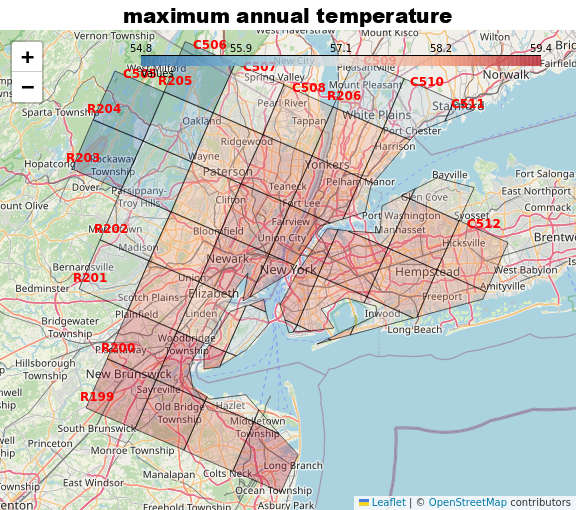 maximum annual temperature
Vernon Township
West Haverstraw
Mount Kisco
Wilton
C506
54.8 55.9 57.1 58.2 59.4
+
−
West Milford
Values
C505
R205
C507
New City
Spring Valley
Pleasantville
C509
C510
Norwalk
Fairfield
C508
R206
Mount Pleasant
Stamford
C511
R204
Sparta Township
Pearl River
Tappan
White Plains
Port Chester
Oakland
Ridgewood
Harrison
R203
Hopatcong
Rockaway
Township
Wayne
Paterson
Yonkers
Dover
Parsippany-
Troy Hills
Teaneck
Pelham Manor
Bayville
Fort Salonga
East Northport
Mount Olive
Clifton
Fort Lee
Glen Cove
Commack
R202
Bloomfield
Fairview
Port Washington
Syosset
C512
Madison
Union City
Manhasset
Hicksville
Brentwood
Bernardsville
Newark
New York
Hempstead
West Babylon
R201
Bedminster
Union
Elizabeth
Amityville
Scotch Plains
Freeport
Plainfield
Linden
Inwood
Long Beach
Bridgewater
Township
Woodbridge
Township
R200
Hillsborough
Township
New Brunswick
Sayreville
R199
Old Bridge
Township
Hazlet
Middletown
Township
South Brunswick
Princeton
Monroe Township
Long Branch
East Windsor
Manalapan
Colts Neck
Ocean Township
Freehold Township
Asbury Park
Leaflet | © OpenStreetMap contributors